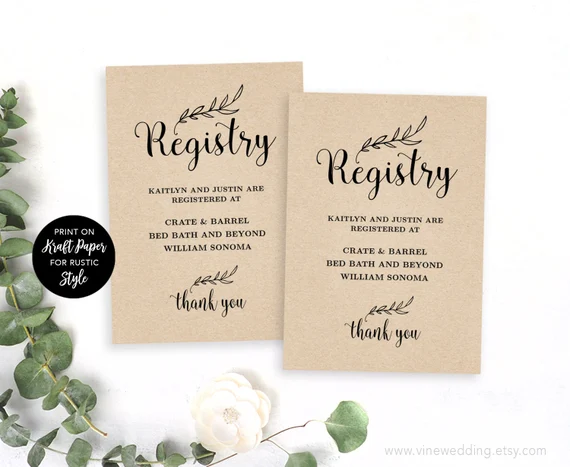 Registry
KAITLYN AND JUSTIN ARE
REGISTERED AT
CRATE & BARREL
BED BATH AND BEYOND
WILLIAM SONOMA
thank you
Registry
KAITLYN AND JUSTIN ARE
REGISTERED AT
CRATE & BARREL
BED BATH AND BEYOND
WILLIAM SONOMA
thank you
PRINT ON
Kraft Paper
FOR RUSTIC
Style
www.vinewedding.etsy.com